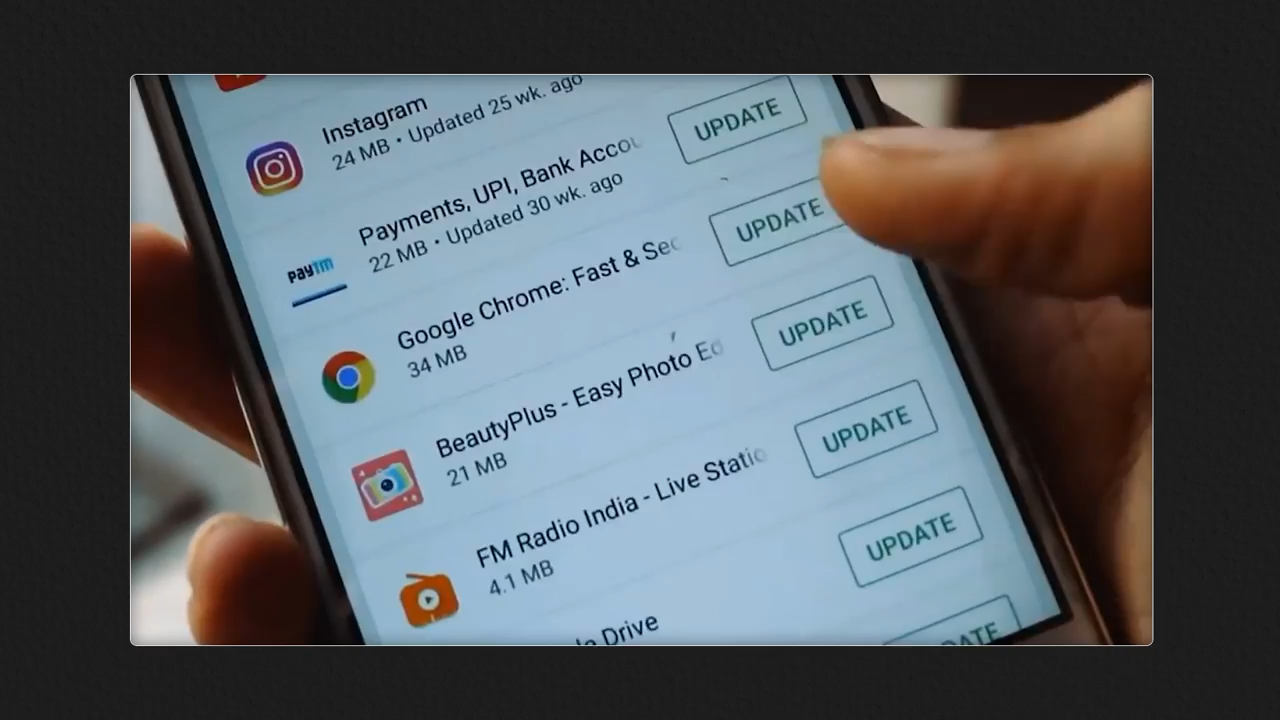 Instagram
24 MB • Updated 25 wk. ago
UPDATE
Payments, UPI, Bank Accou
22 MB • Updated 30 wk. ago
UPDATE
paytm
Google Chrome: Fast & Sec
34 MB
UPDATE
BeautyPlus - Easy Photo Ed
21 MB
UPDATE
FM Radio India - Live Statio
4.1 MB
UPDATE
Drive